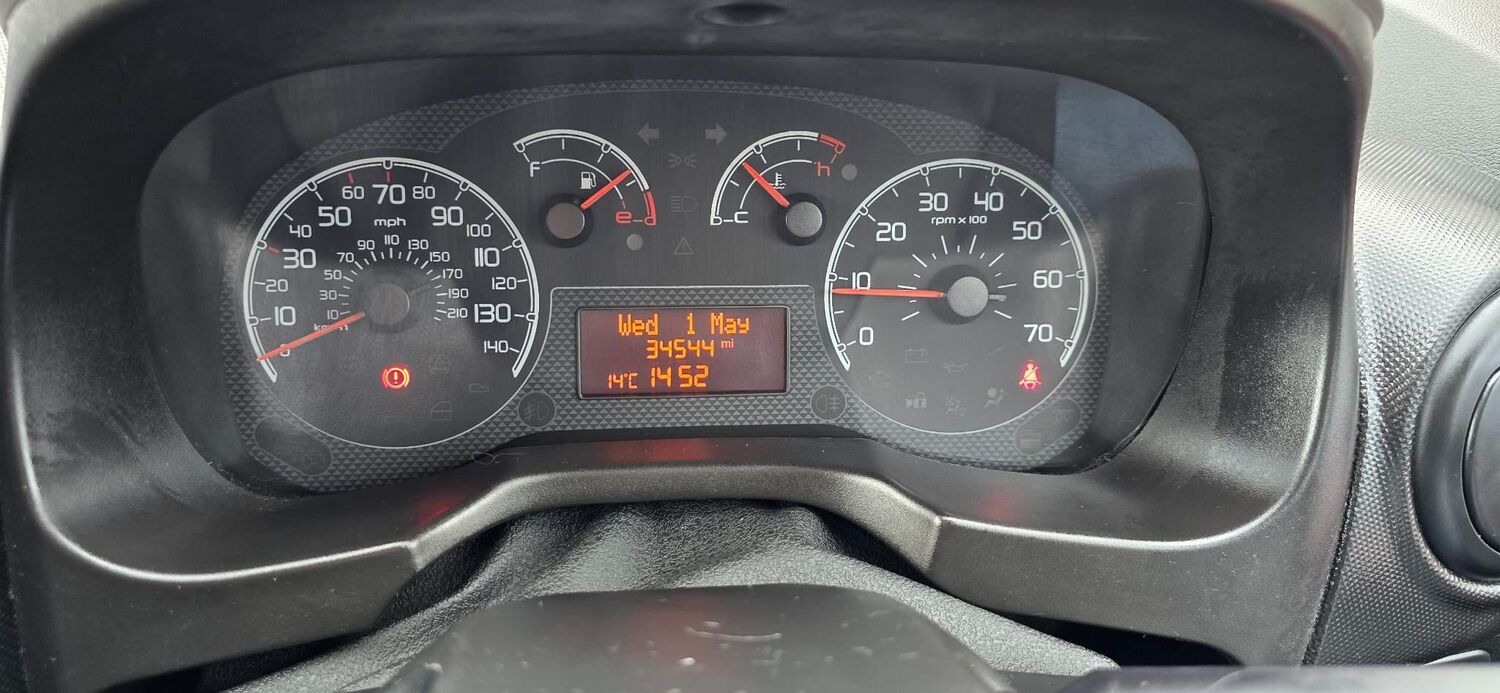 60 70 80
40 50 mph 90 100
30 110
20 120
10 130
0 140
70 90 110 130 150
50 170
30 190
10 210
km/h
F
e
h
c
30 40
rpm x 100
20 50
10 60
0 70
Wed 1 May
34544 mi
14°C 14 52